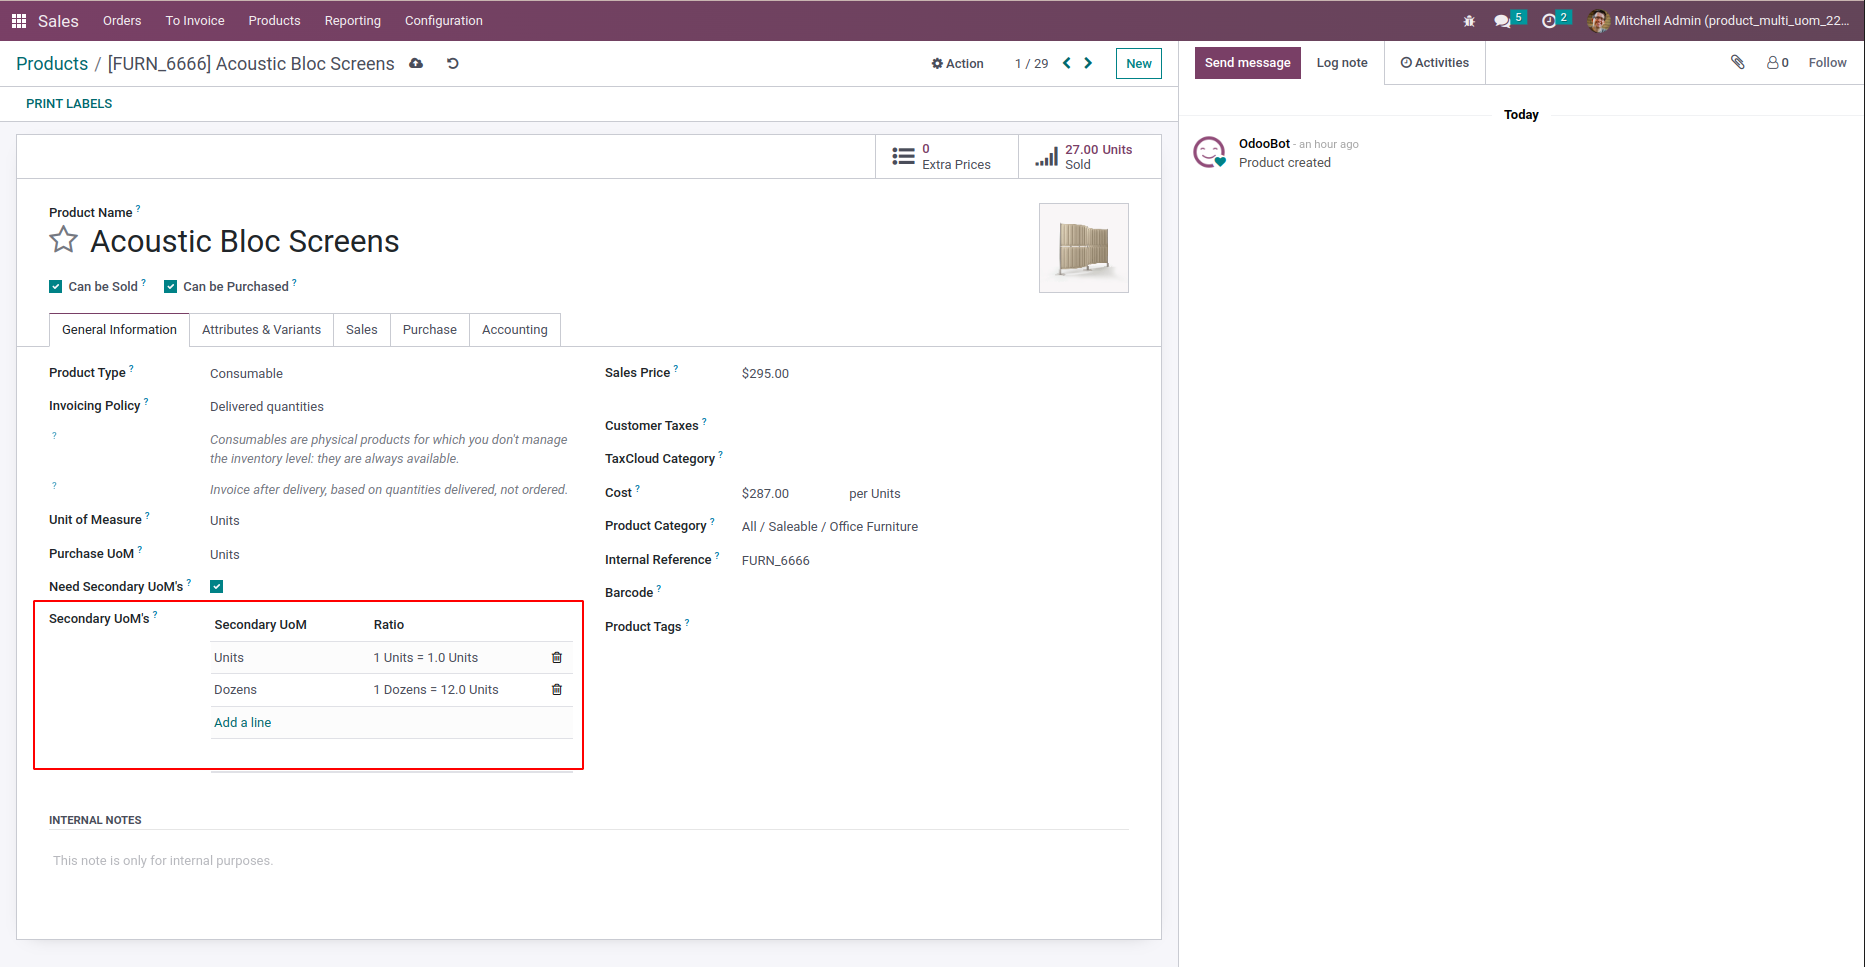 Sales Orders To Invoice Products Reporting Configuration 5 2 Mitchell Admin (product_multi_uom_22...
Products / [FURN_6666] Acoustic Bloc Screens Action 1 / 29 New Send message Log note Activities 0 Follow
PRINT LABELS
Today
0
Extra Prices
27.00 Units
Sold
OdooBot - an hour ago
Product created
Product Name ?
Acoustic Bloc Screens
Can be Sold ? Can be Purchased ?
General Information Attributes & Variants Sales Purchase Accounting
Product Type ? Consumable
Invoicing Policy ? Delivered quantities
? Consumables are physical products for which you don't manage
the inventory level: they are always available.
? Invoice after delivery, based on quantities delivered, not ordered.
Unit of Measure ? Units
Purchase UoM ? Units
Need Secondary UoM's ?
Secondary UoM's ?
Secondary UoM Ratio
Units 1 Units = 1.0 Units
Dozens 1 Dozens = 12.0 Units
Add a line
Sales Price ? $295.00
Customer Taxes ?
TaxCloud Category ?
Cost ? $287.00 per Units
Product Category ? All / Saleable / Office Furniture
Internal Reference ? FURN_6666
Barcode ?
Product Tags ?
INTERNAL NOTES
This note is only for internal purposes.